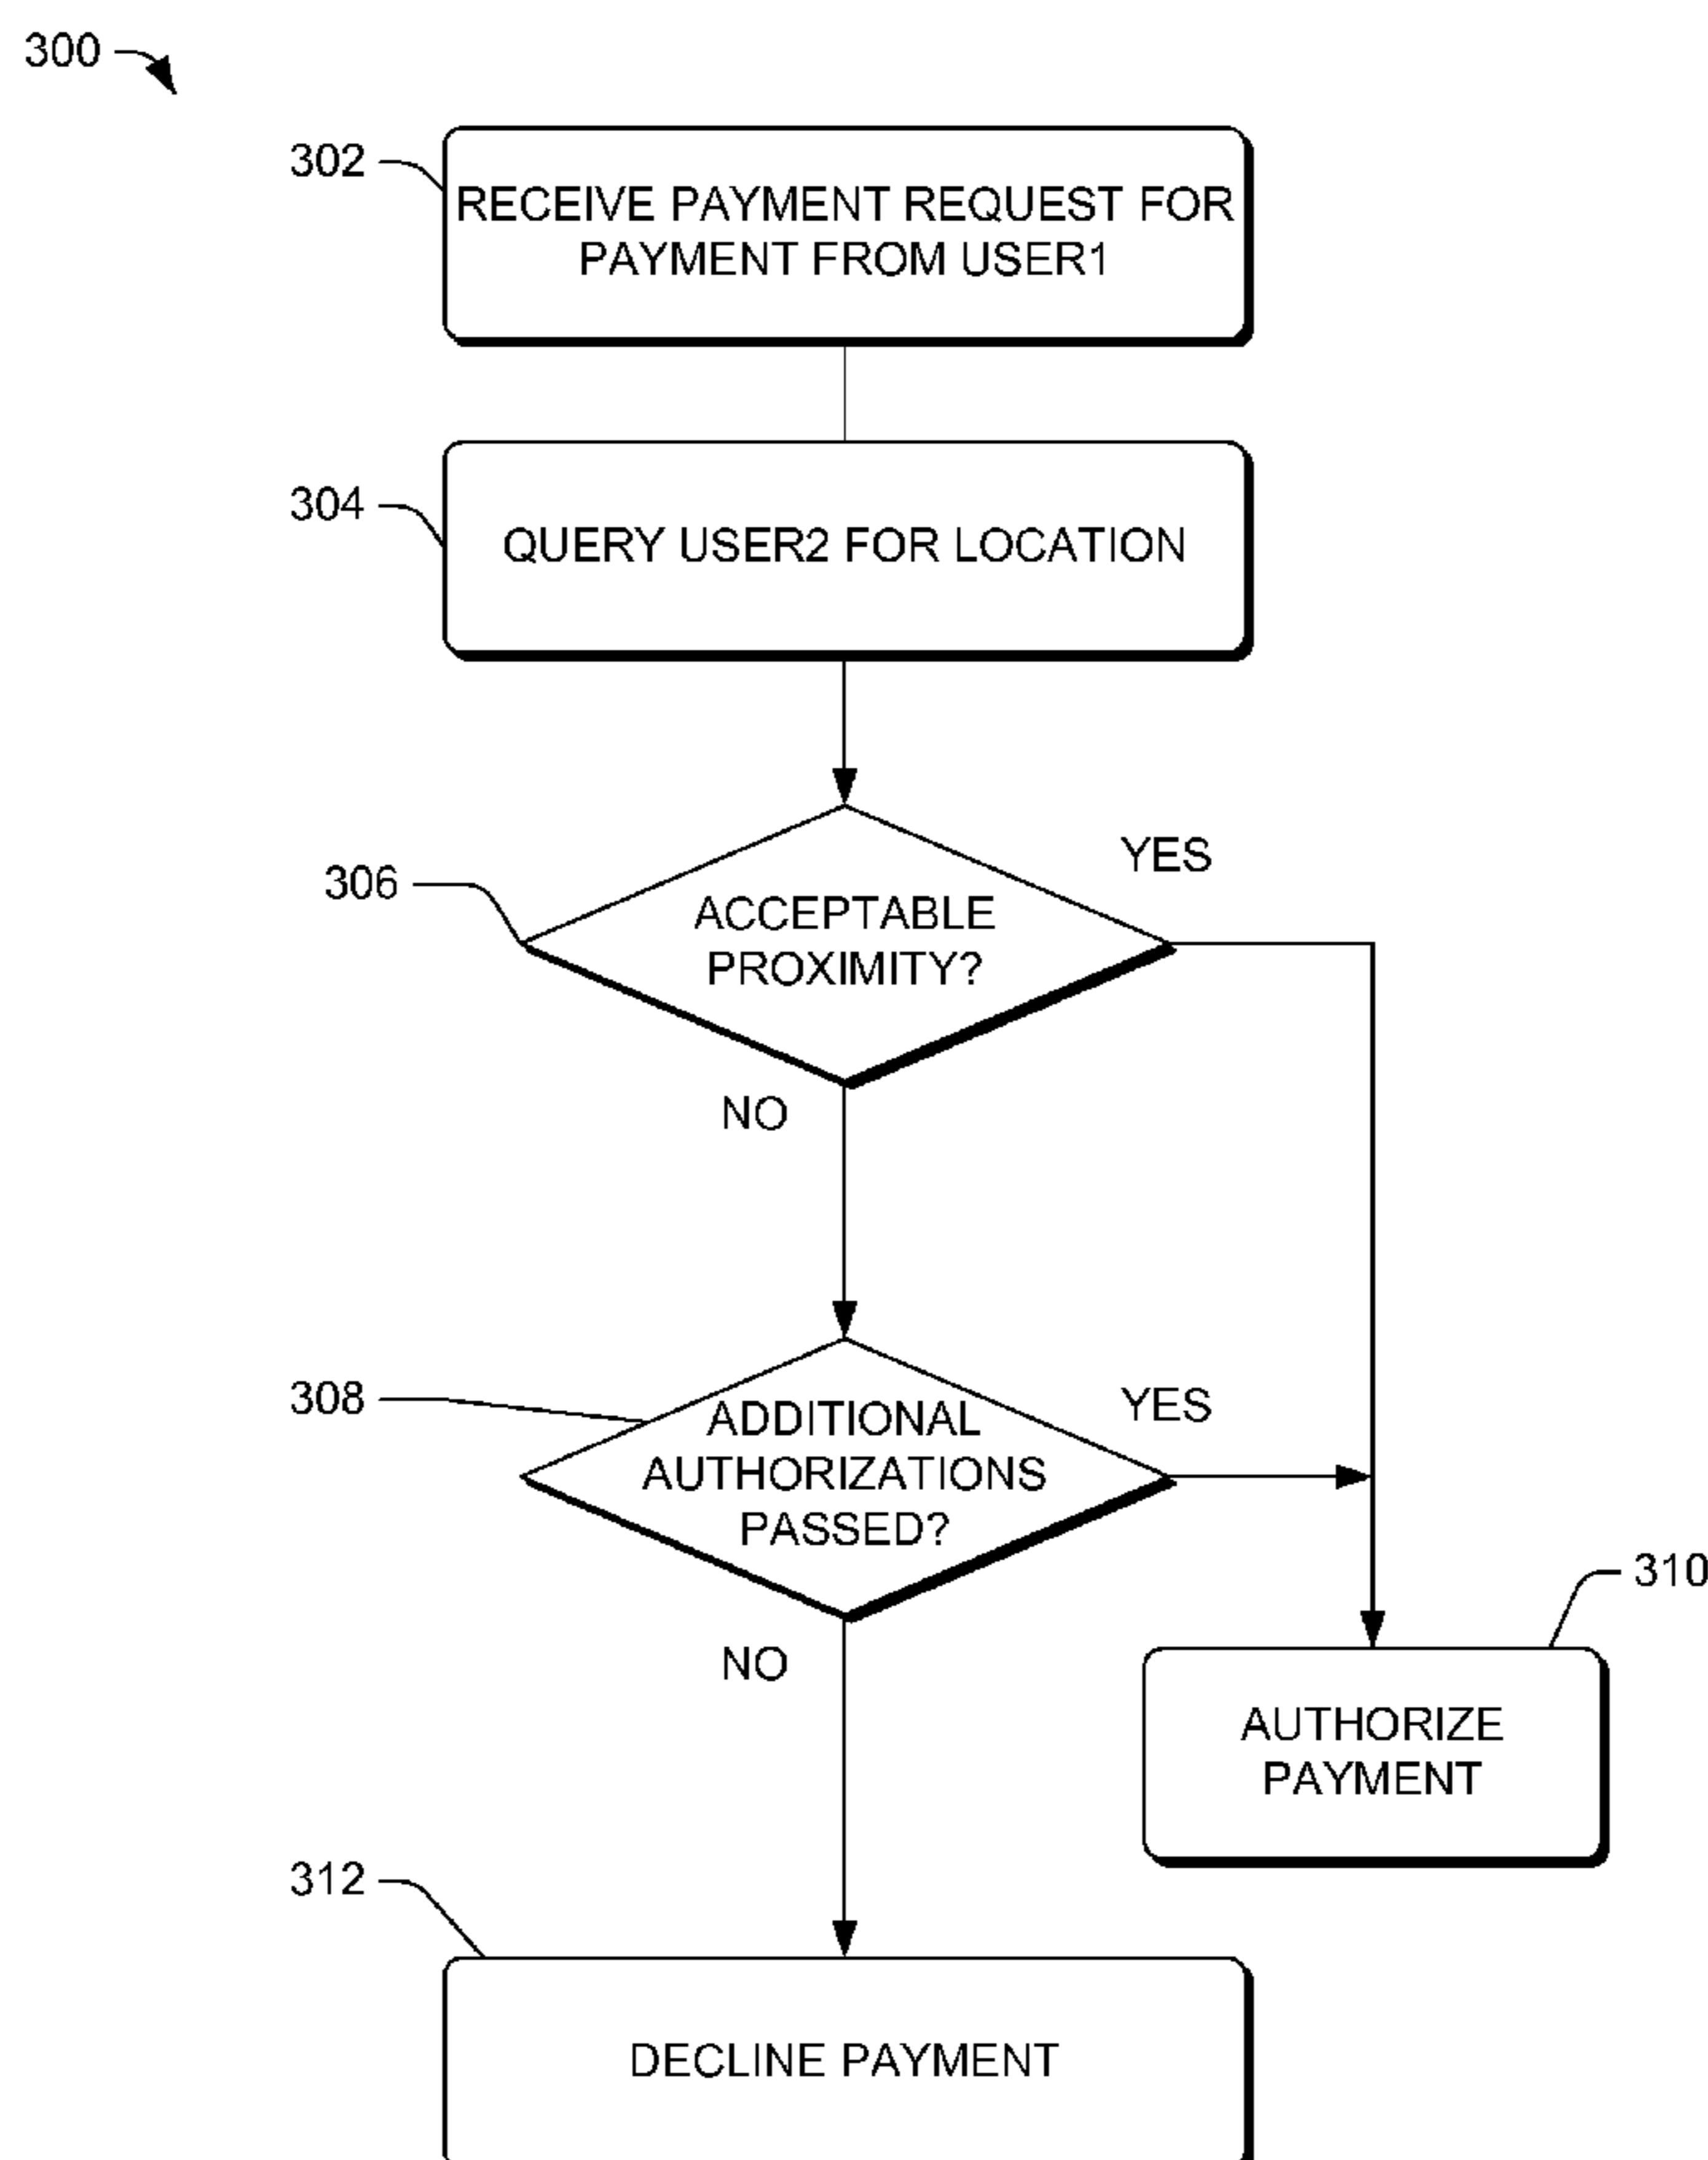 300
302
RECEIVE PAYMENT REQUEST FOR
PAYMENT FROM USER1
304
QUERY USER2 FOR LOCATION
306
ACCEPTABLE
PROXIMITY?
YES
NO
308
ADDITIONAL
AUTHORIZATIONS
PASSED?
YES
NO
310
AUTHORIZE
PAYMENT
312
DECLINE PAYMENT